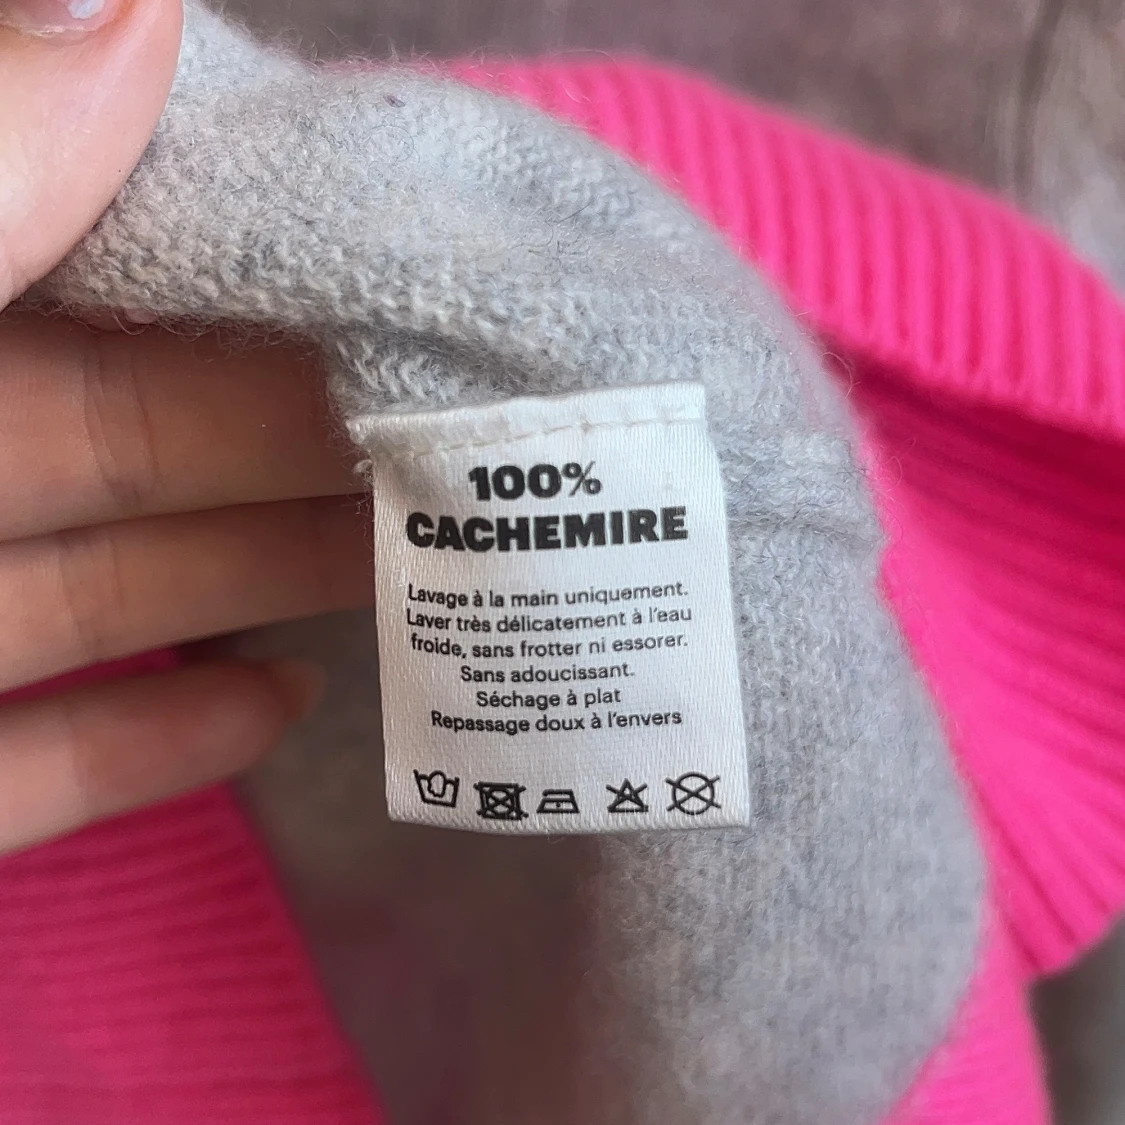 100%
CACHEMIRE
Lavage à la main uniquement.
Laver très délicatement à l'eau
froide, sans frotter ni essorer.
Sans adoucissant.
Séchage à plat
Repassage doux à l'envers